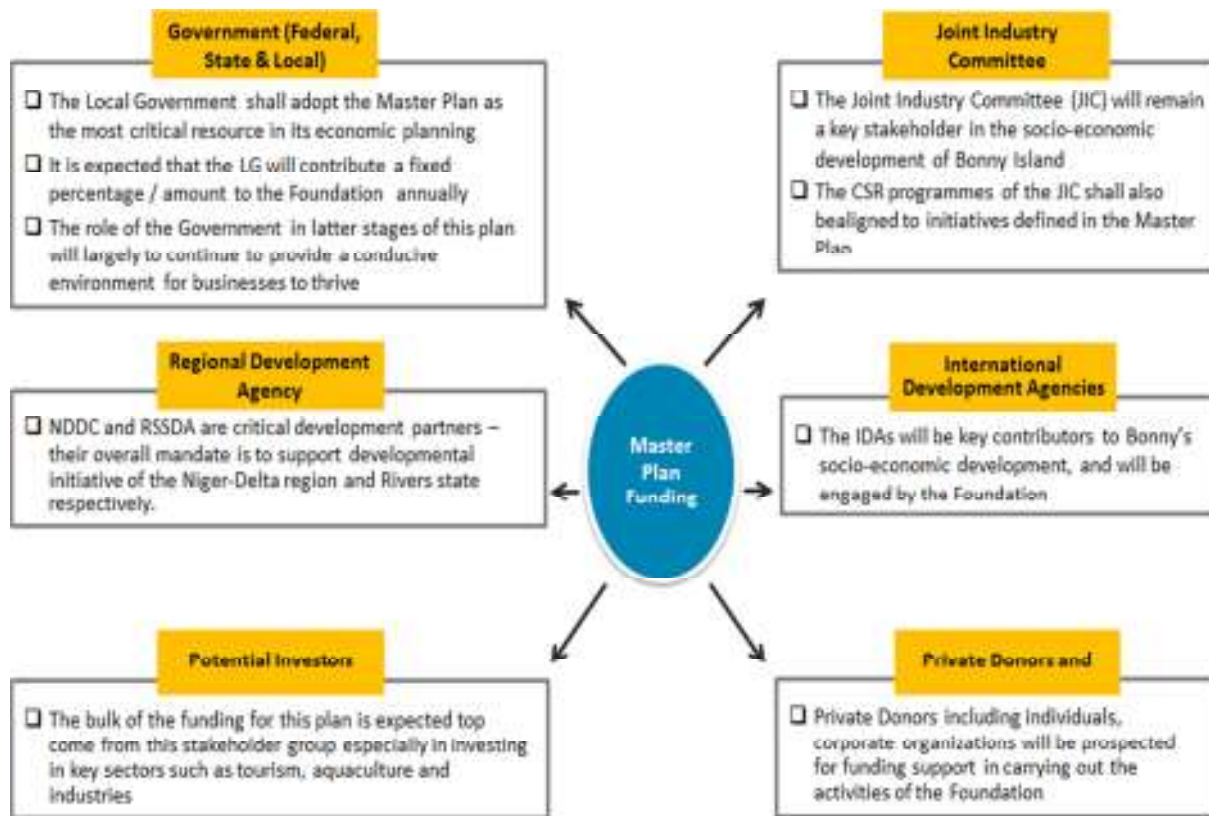 Government (Federal,
State & Local)
❑ The Local Government shall adopt the Master Plan as
the most critical resource in its economic planning
❑ It is expected that the LG will contribute a fixed
percentage / amount to the Foundation annually
❑ The role of the Government in latter stages of this plan
will largely to continue to provide a conducive
environment for businesses to thrive
Joint Industry
Committee
❑ The Joint Industry Committee (JIC) will remain
a key stakeholder in the socio-economic
development of Bonny Island
❑ The CSR programmes of the JIC shall also
bealigned to initiatives defined in the Master
Plan
Regional Development
Agency
❑ NDDC and RSSDA are critical development partners –
their overall mandate is to support developmental
initiative of the Niger-Delta region and Rivers state
respectively.
Master
Plan
Funding
International
Development Agencies
❑ The IDAs will be key contributors to Bonny's
socio-economic development, and will be
engaged by the Foundation
Potential Investors
❑ The bulk of the funding for this plan is expected top
come from this stakeholder group especially in investing
in key sectors such as tourism, aquaculture and
industries
Private Donors and
❑ Private Donors including individuals,
corporate organizations will be prospected
for funding support in carrying out the
activities of the Foundation